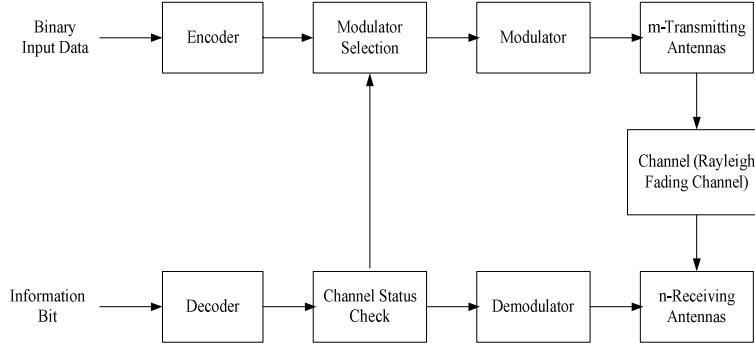 Binary
Input Data
Encoder
Modulator
Selection
Modulator
m-Transmitting
Antennas
Channel (Rayleigh
Fading Channel)
Information
Bit
Decoder
Channel Status
Check
Demodulator
n-Receiving
Antennas